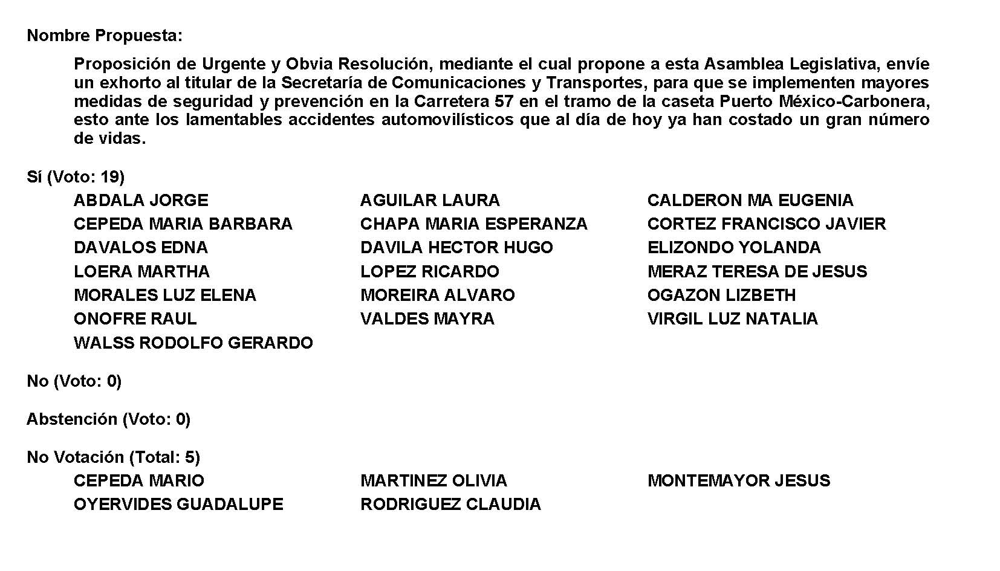 Nombre Propuesta:
Proposición de Urgente y Obvia Resolución, mediante el cual propone a esta Asamblea Legislativa, envíe
un exhorto al titular de la Secretaría de Comunicaciones y Transportes, para que se implementen mayores
medidas de seguridad y prevención en la Carretera 57 en el tramo de la caseta Puerto México-Carbonera,
esto ante los lamentables accidentes automovilísticos que al día de hoy ya han costado un gran número
de vidas.
Sí (Voto: 19)
ABDALA JORGE AGUILAR LAURA CALDERON MA EUGENIA
CEPEDA MARIA BARBARA CHAPA MARIA ESPERANZA CORTEZ FRANCISCO JAVIER
DAVALOS EDNA DAVILA HECTOR HUGO ELIZONDO YOLANDA
LOERA MARTHA LOPEZ RICARDO MERAZ TERESA DE JESUS
MORALES LUZ ELENA MOREIRA ALVARO OGAZON LIZBETH
ONOFRE RAUL VALDES MAYRA VIRGIL LUZ NATALIA
WALSS RODOLFO GERARDO
No (Voto: 0)
Abstención (Voto: 0)
No Votación (Total: 5)
CEPEDA MARIO MARTINEZ OLIVIA MONTEMAYOR JESUS
OYERVIDES GUADALUPE RODRIGUEZ CLAUDIA